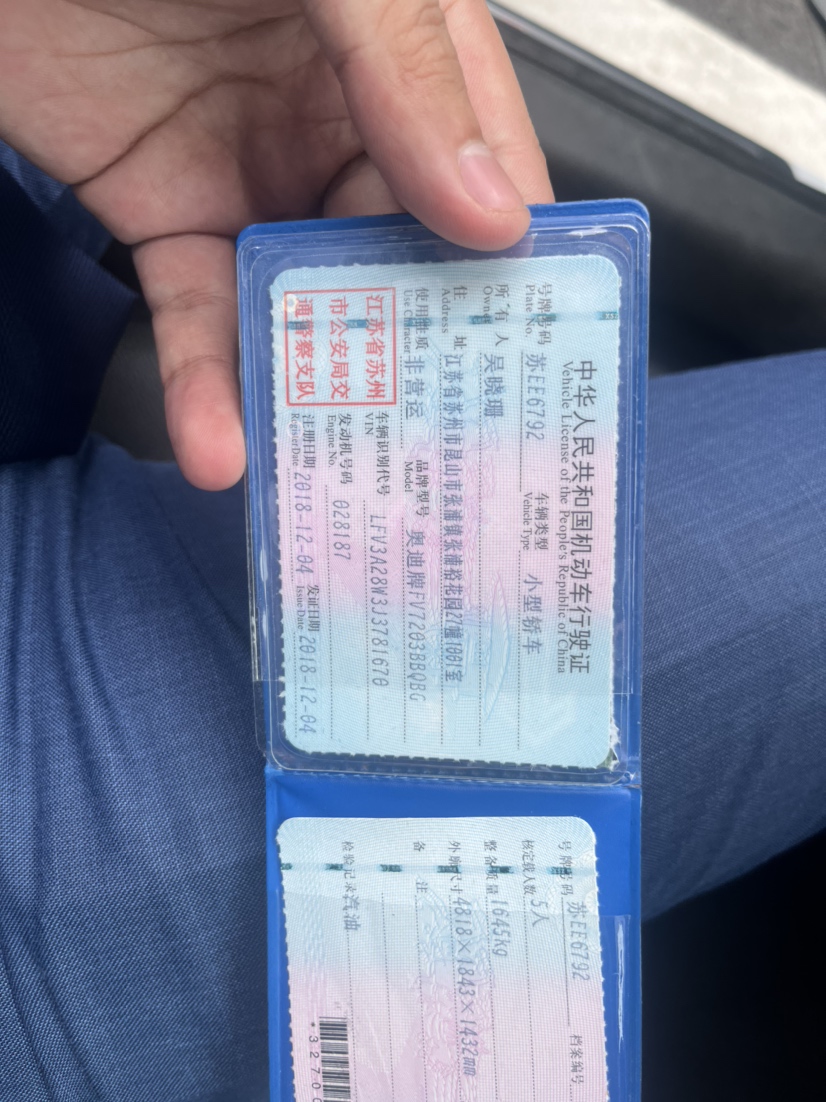 中华人民共和国机动车行驶证
Vehicle License of the People's Republic of China
号牌号码 苏EE6792 车辆类型 小型轿车
Plate No. Vehicle Type
所有人 吴晓珊
Owner
住址 江苏省苏州市昆山市张浦镇张浦裕花园27幢1001室
Address
使用性质 非营运 品牌型号 奥迪牌FV7203BBQBG
Use Character Model
江苏省苏州
市公安局交
通警察支队
车辆识别代号 LFV3A28W3J3781670
VIN
发动机号码 028187
Engine No.
注册日期 2018-12-04 发证日期 2018-12-04
Register Date Issue Date
号牌号码 苏EE6792 档案编号
核定载人数 5人
整备质量 1645kg
外廓尺寸 4818×1843×1432mm
备注
检验记录 汽油
*32700